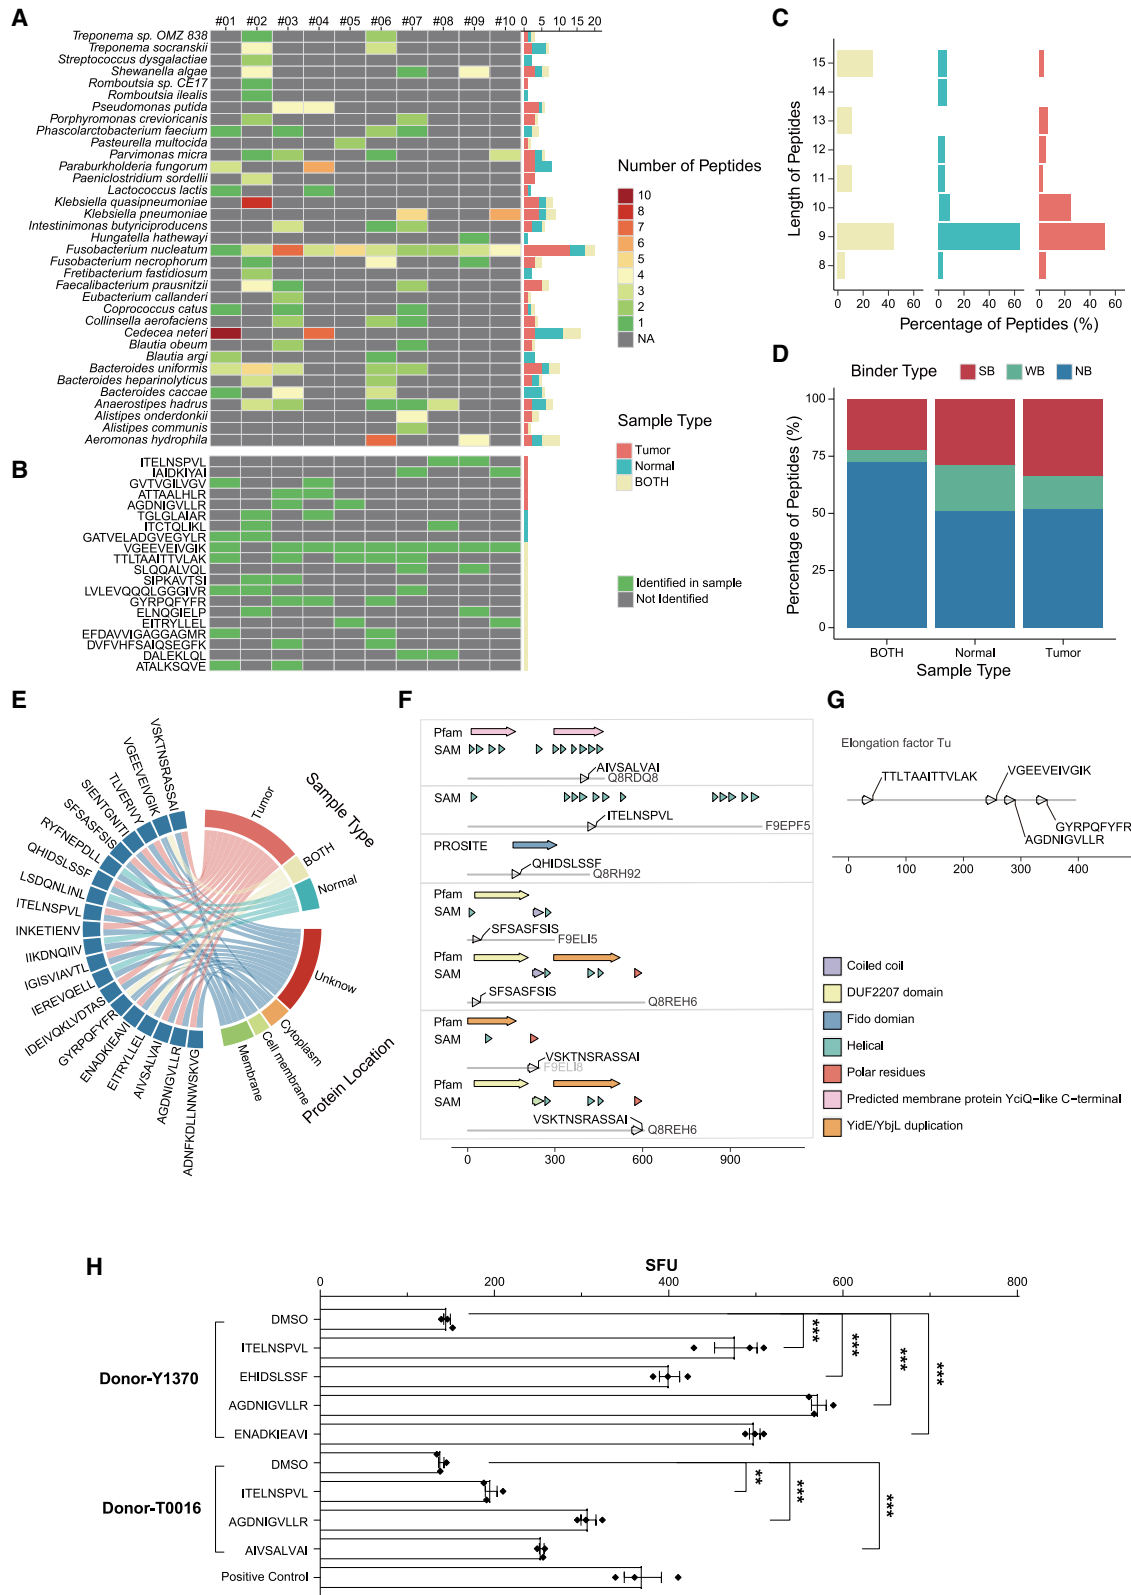 A
#01 #02 #03 #04 #05 #06 #07 #08 #09 #10 0 5 10 15 20
Treponema sp. OMZ 838
Treponema socranskii
Streptococcus dysgalactiae
Shewanella algae
Romboutsia sp. CE17
Romboutsia ilealis
Pseudomonas putida
Porphyromonas crevioricanis
Phascolarctobacterium faecium
Pasteurella multocida
Parvimonas micra
Paraburkholderia fungorum
Paeniclostridium sordellii
Lactococcus lactis
Klebsiella quasipneumoniae
Klebsiella pneumoniae
Intestinimonas butyriciproducens
Hungatella hathewayi
Fusobacterium nucleatum
Fusobacterium necrophorum
Fretibacterium fastidiosum
Faecalibacterium prausnitzii
Eubacterium callanderi
Coprococcus catus
Collinsella aerofaciens
Cedecea neteri
Blautia obeum
Blautia argi
Bacteroides uniformis
Bacteroides heparinolyticus
Bacteroides caccae
Anaerostipes hadrus
Alistipes onderdonkii
Alistipes communis
Aeromonas hydrophila
Number of Peptides
10
8
7
6
5
4
3
2
1
NA
Sample Type
Tumor
Normal
BOTH
B
ITELNSPVL
IAIDKIYAI
GVTVGILVGV
ATTAALHLR
AGDNIGVLLR
TGLGLAIAR
ITCTQLIKL
GATVELADGVEGYLR
VGEEVEIVGIK
TTLTAAITTVLAK
SLQQALVQL
SIPKAVTSI
LVLEVQQQLGGGIVR
GYRPQFYFR
ELNQGIELP
EITRYLLEL
EFDAVVIGAGGAGMR
DVFVHFSAIQSEGFK
DALEKLQL
ATALKSQVE
Identified in sample
Not Identified
C
Length of Peptides
15
14
13
12
11
10
9
8
0 20 40 60 0 20 40 60 0 20 40 60
Percentage of Peptides (%)
D
Binder Type SB WB NB
Percentage of Peptides (%)
100
75
50
25
0
BOTH Normal Tumor
Sample Type
E
VSKTNSRASSAI
VGEEVEIVGIK
TLVERIVY
SIENTGNITI
SFSASFSIS
RYFNEPDLL
QHIDSLSSF
LSDQNLINL
ITELNSPVL
INKETIENV
IIKDNQIIV
IGISVIAVTL
IEREVQELL
IDEIVQKLVDTAS
GYRPQFYFR
ENADKIEAVI
EITRYLLEL
AIVSALVAI
AGDNIGVLLR
ADNFKDLLNNWSKVG
Tumor
BOTH
Normal
Sample Type
Unknow
Cytoplasm
Cell membrane
Membrane
Protein Location
F
Pfam
SAM
AIVSALVAI
Q8RDQ8
SAM
ITELNSPVL
F9EPF5
PROSITE
QHIDSLSSF
Q8RH92
Pfam
SAM
SFSASFSIS
F9ELI5
Pfam
SAM
SFSASFSIS
Q8REH6
Pfam
SAM
VSKTNSRASSAI
F9ELI8
Pfam
SAM
VSKTNSRASSAI
Q8REH6
0 300 600 900
G
Elongation factor Tu
TTLTAAITTVLAK
VGEEVEIVGIK
GYRPQFYFR
AGDNIGVLLR
0 100 200 300 400
Coiled coil
DUF2207 domain
Fido domian
Helical
Polar residues
Predicted membrane protein YciQ-like C-terminal
YidE/YbjL duplication
H
SFU
0 200 400 600 800
Donor-Y1370
DMSO
ITELNSPVL
EHIDSLSSF
AGDNIGVLLR
ENADKIEAVI
*** *** *** ***
Donor-T0016
DMSO
ITELNSPVL
AGDNIGVLLR
AIVSALVAI
Positive Control
** *** ***